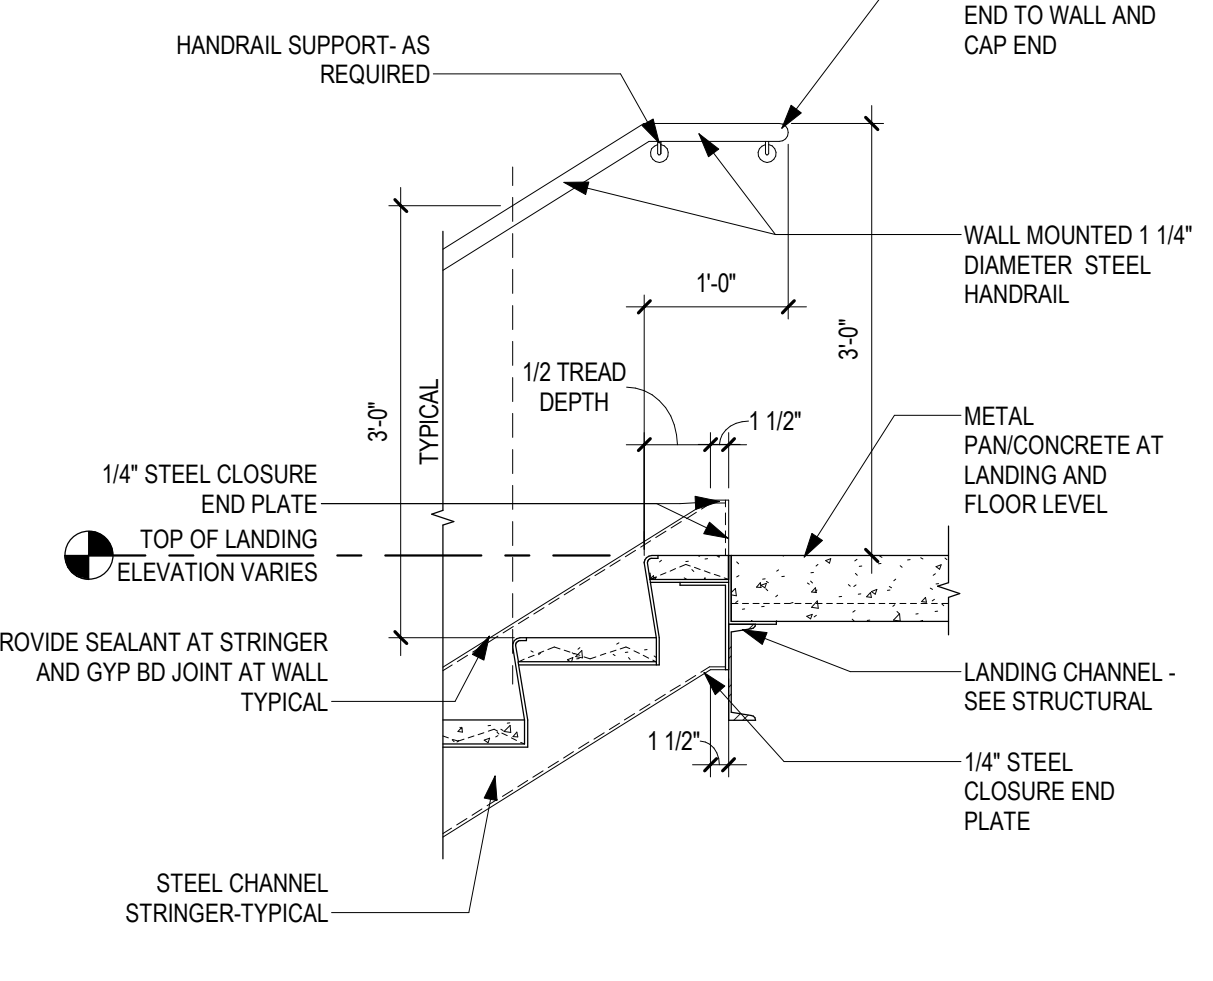 END TO WALL AND
CAP END
HANDRAIL SUPPORT- AS
REQUIRED
WALL MOUNTED 1 1/4"
DIAMETER  STEEL
HANDRAIL
1'-0"
3'-0"
1/2 TREAD
DEPTH
1 1/2"
3'-0"
TYPICAL
METAL
PAN/CONCRETE AT
LANDING AND
FLOOR LEVEL
1/4" STEEL CLOSURE
END PLATE
TOP OF LANDING
ELEVATION VARIES
ROVIDE SEALANT AT STRINGER
AND GYP BD JOINT AT WALL
TYPICAL
LANDING CHANNEL -
SEE STRUCTURAL
1 1/2"
1/4" STEEL
CLOSURE END
PLATE
STEEL CHANNEL
STRINGER-TYPICAL